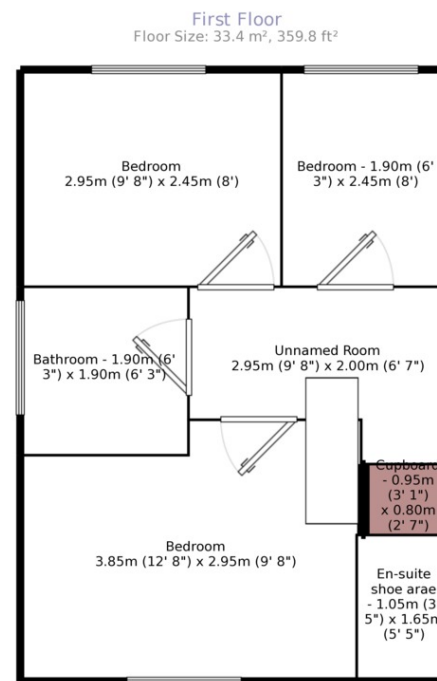 First Floor
Floor Size: 33.4 m², 359.8 ft²
Bedroom
2.95m (9' 8") x 2.45m (8')
Bedroom - 1.90m (6'
3") x 2.45m (8')
Bathroom - 1.90m (6'
3") x 1.90m (6' 3")
Unnamed Room
2.95m (9' 8") x 2.00m (6' 7")
Cupboard
- 0.95m
(3' 1")
x 0.80m
(2' 7")
Bedroom
3.85m (12' 8") x 2.95m (9' 8")
En-suite
shoe arae
- 1.05m (3'
5") x 1.65m
(5' 5")